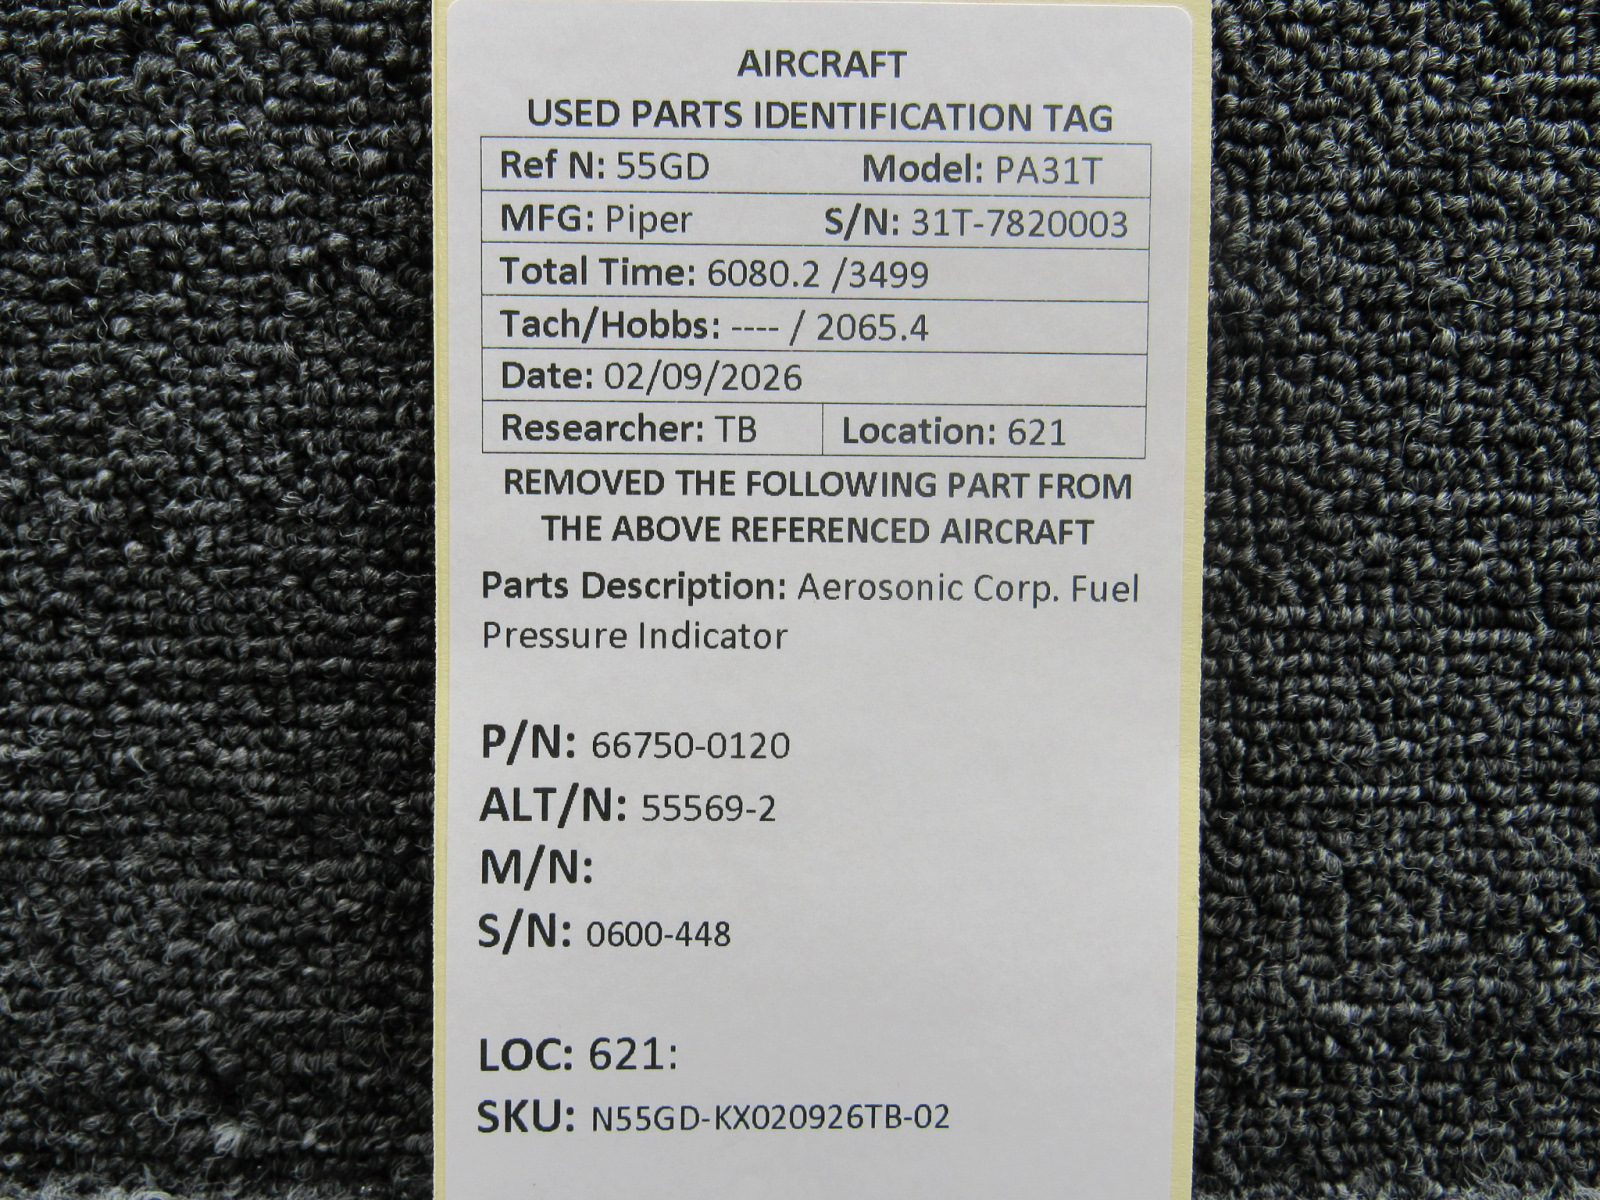 AIRCRAFT
USED PARTS IDENTIFICATION TAG
Ref N: 55GD Model: PA31T
MFG: Piper S/N: 31T-7820003
Total Time: 6080.2 /3499
Tach/Hobbs: ---- / 2065.4
Date: 02/09/2026
Researcher: TB Location: 621
REMOVED THE FOLLOWING PART FROM
THE ABOVE REFERENCED AIRCRAFT
Parts Description: Aerosonic Corp. Fuel
Pressure Indicator
P/N: 66750-0120
ALT/N: 55569-2
M/N:
S/N: 0600-448
LOC: 621:
SKU: N55GD-KX020926TB-02